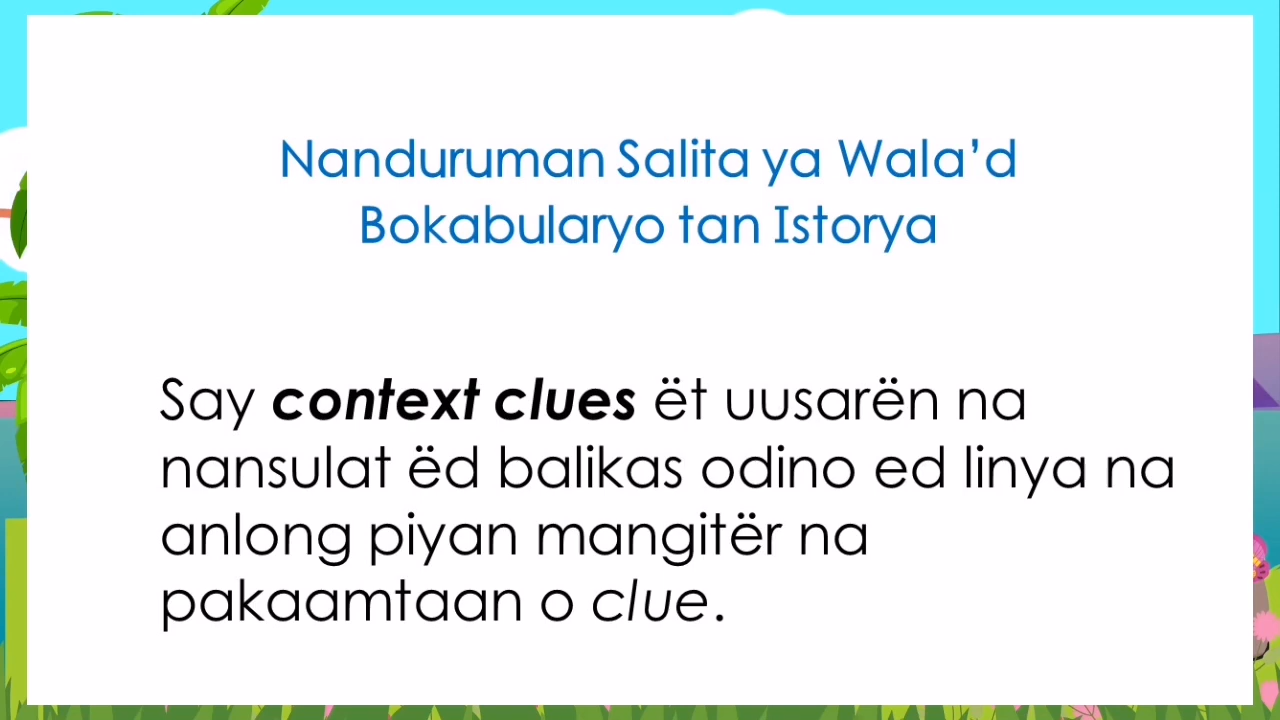 Nanduruman Salita ya Wala’d
Bokabularyo tan Istorya
Say context clues ët uusarën na
nansulat ëd balikas odino ed linya na
anlong piyan mangitër na
pakaamtaan o clue.